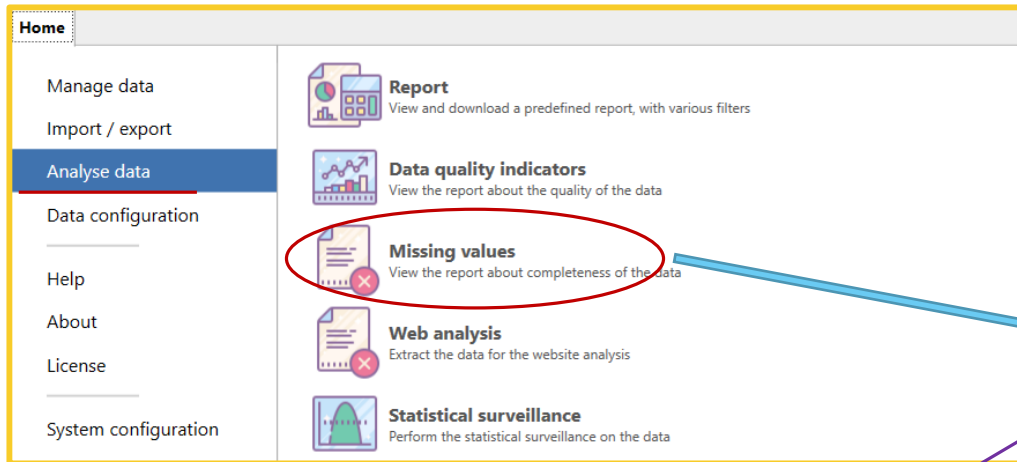 Home
Manage data
Import / export
Analyse data
Data configuration
Help
About
License
System configuration
Report
View and download a predefined report, with various filters
Data quality indicators
View the report about the quality of the data
Missing values
View the report about completeness of the data
Web analysis
Extract the data for the website analysis
Statistical surveillance
Perform the statistical surveillance on the data